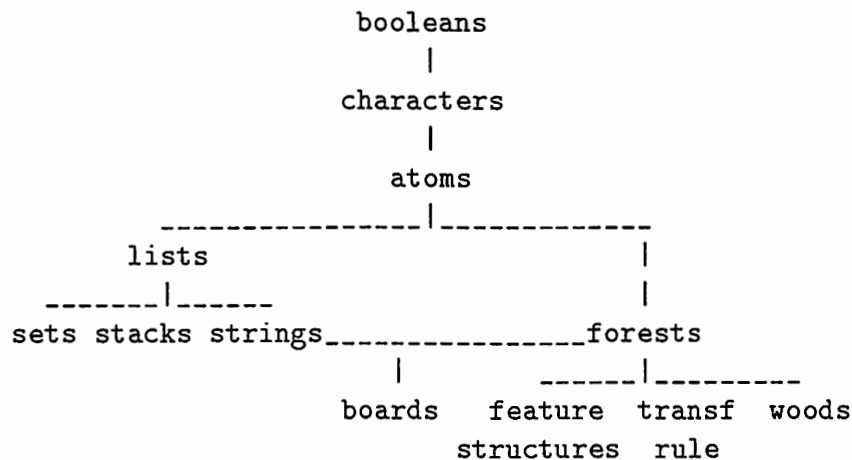 booleans
characters
atoms
lists
sets stacks strings forests
boards feature transf woods
structures rule